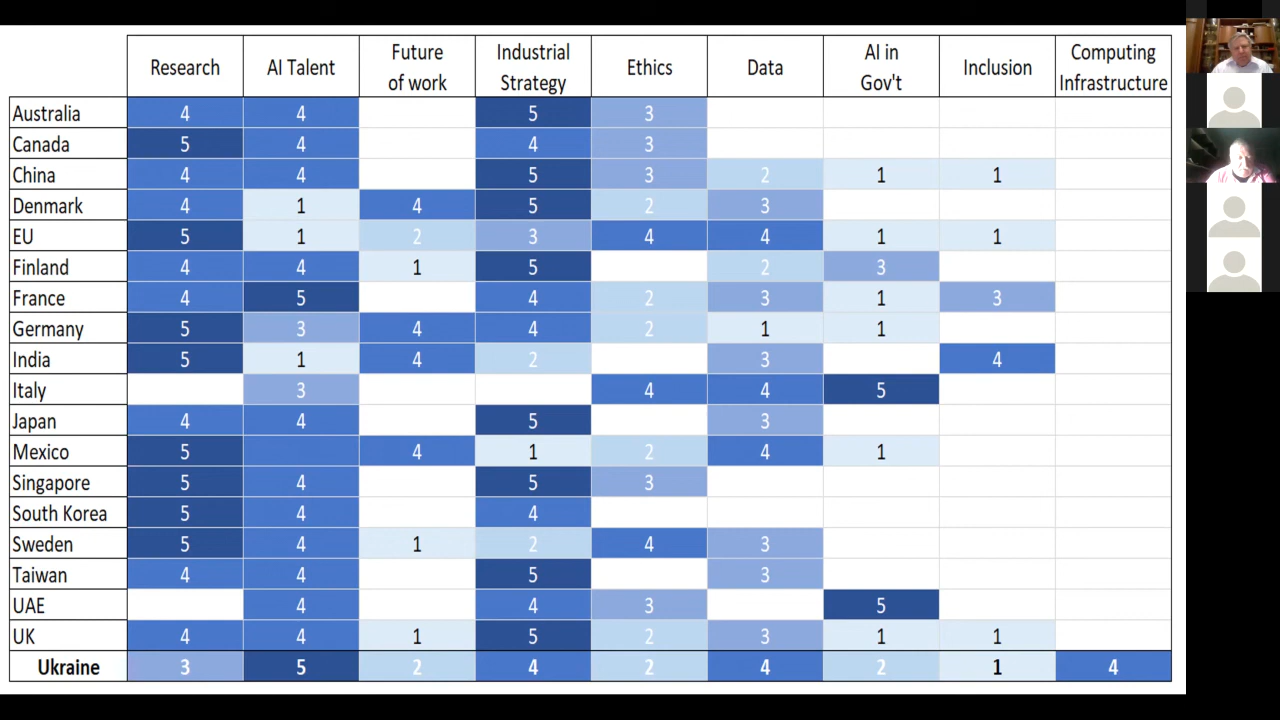 Research AI Talent Future of work Industrial Strategy Ethics Data AI in Gov't Inclusion Computing Infrastructure
Australia 4 4 5 3
Canada 5 4 4 3
China 4 4 5 3 2 1 1
Denmark 4 1 4 5 2 3
EU 5 1 2 3 4 4 1 1
Finland 4 4 1 5 2 3
France 4 5 4 2 3 1 3
Germany 5 3 4 4 2 1 1
India 5 1 4 2 3 4
Italy 3 4 4 5
Japan 4 4 5 3
Mexico 5 4 1 2 4 1
Singapore 5 4 5 3
South Korea 5 4 4
Sweden 5 4 1 2 4 3
Taiwan 4 4 5 3
UAE 4 4 3 5
UK 4 4 1 5 2 3 1 1
Ukraine 3 5 2 4 2 4 2 1 4